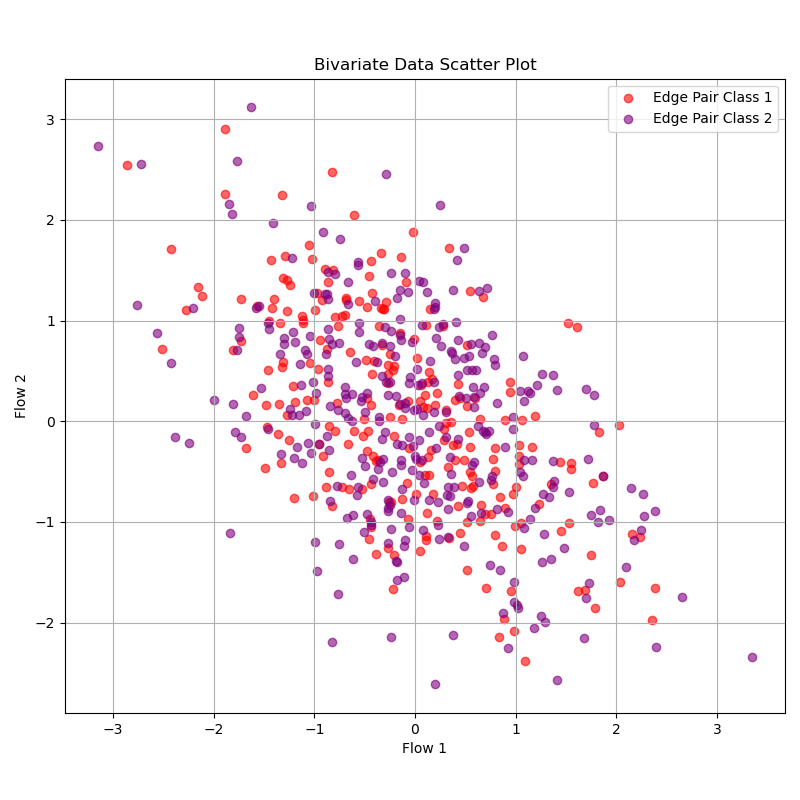 Bivariate Data Scatter Plot
Edge Pair Class 1
Edge Pair Class 2
3
2
1
0
−1
−2
Flow 2
−3 −2 −1 0 1 2 3
Flow 1